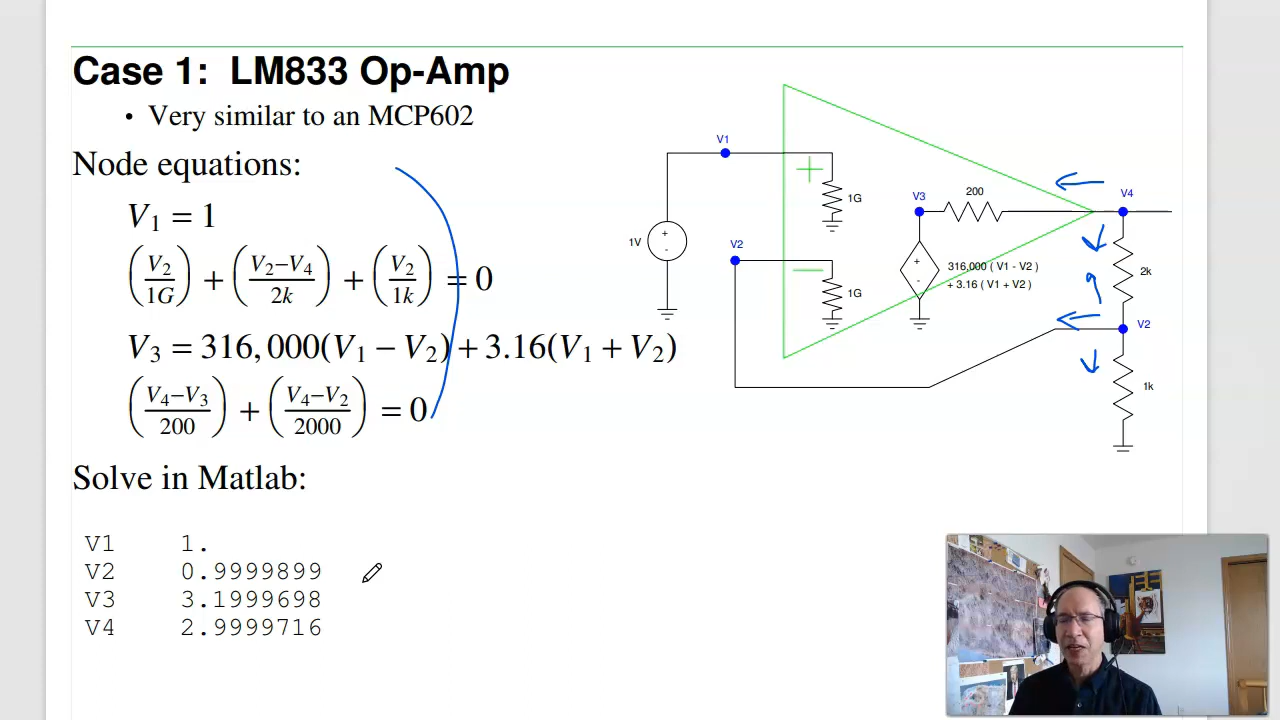 Case 1: LM833 Op-Amp
• Very similar to an MCP602
Node equations:
V₁ = 1
(V₂/1G) + (V₂−V₄/2k) + (V₂/1k) = 0
V₃ = 316,000(V₁ − V₂) + 3.16(V₁ + V₂)
(V₄−V₃/200) + (V₄−V₂/2000) = 0
Solve in Matlab:
V1 1.
V2 0.9999899
V3 3.1999698
V4 2.9999716
V1
+
1G
V3
200
V4
1V
+
-
V2
−
1G
+
-
316,000 ( V1 - V2 )
+ 3.16 ( V1 + V2 )
2k
V2
1k